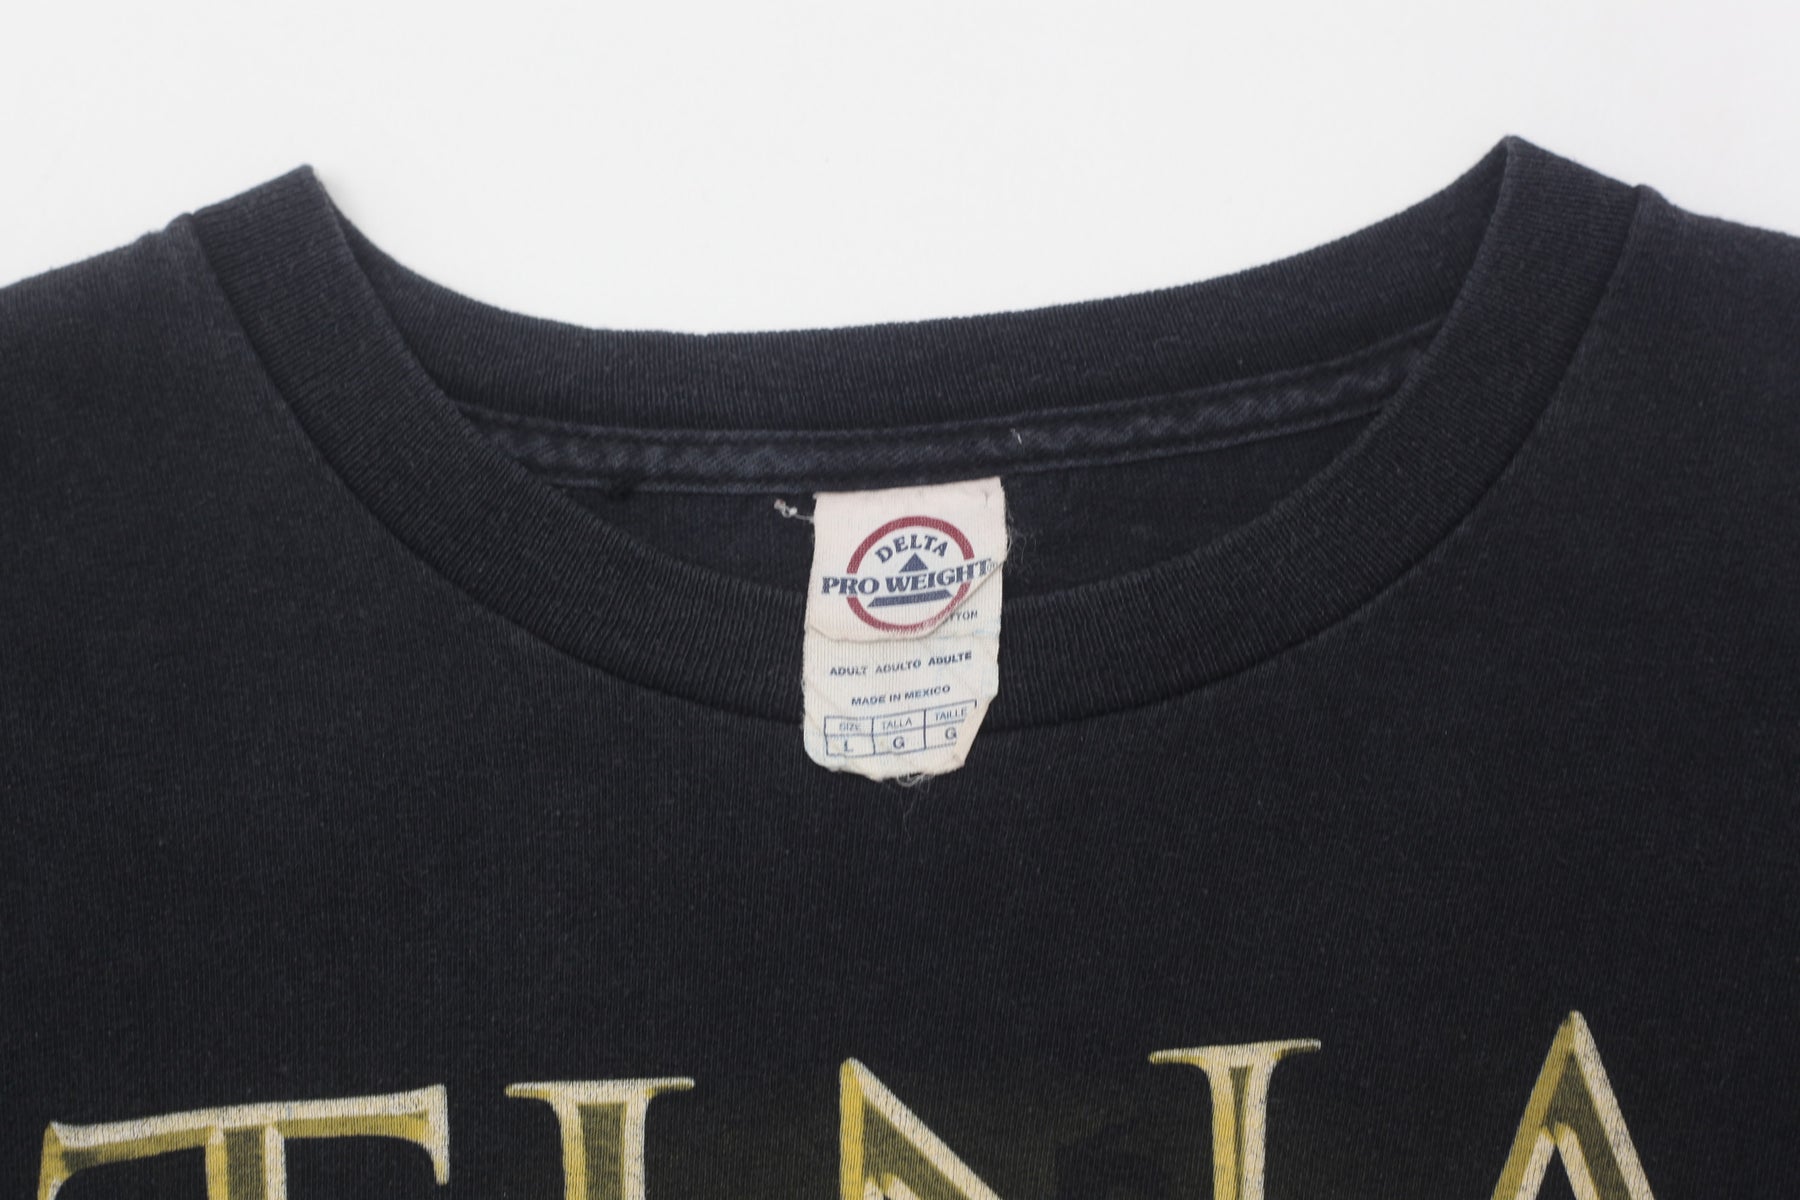 DELTA
PRO WEIGHT
ADULT ADULTO ADULTE
MADE IN MEXICO
SIZE TALLA TAILLE
L G G
TINA